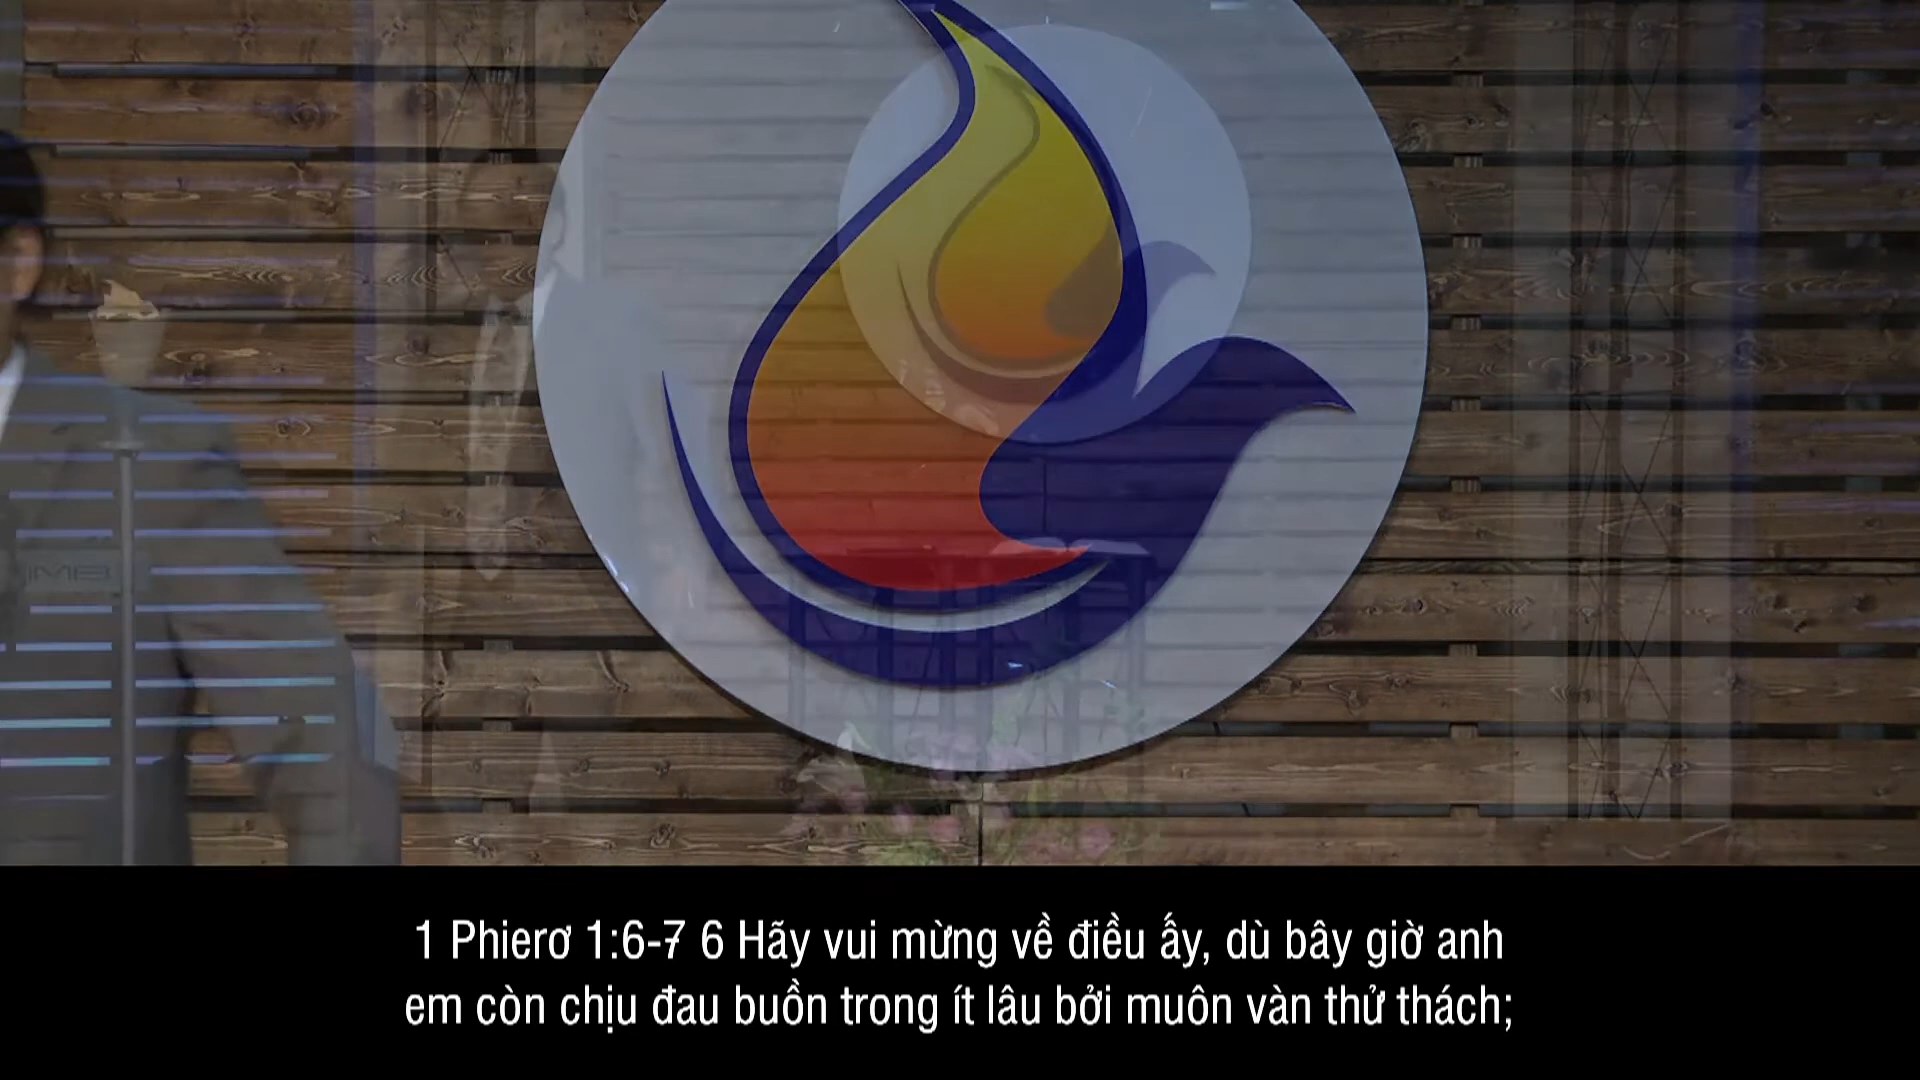 1 Phierơ 1:6-7 6 Hãy vui mừng về điều ấy, dù bây giờ anh
em còn chịu đau buồn trong ít lâu bởi muôn vàn thử thách;